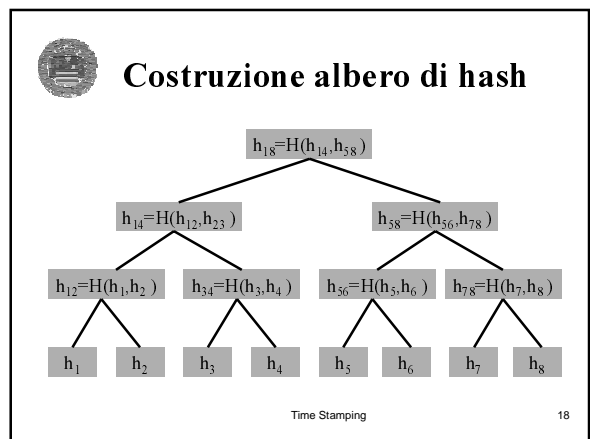 Costruzione albero di hash
h₁₈=H(h₁₄,h₅₈ )
h₁₄=H(h₁₂,h₂₃ ) h₅₈=H(h₅₆,h₇₈ )
h₁₂=H(h₁,h₂ ) h₃₄=H(h₃,h₄ ) h₅₆=H(h₅,h₆ ) h₇₈=H(h₇,h₈ )
h₁ h₂ h₃ h₄ h₅ h₆ h₇ h₈
Time Stamping 18